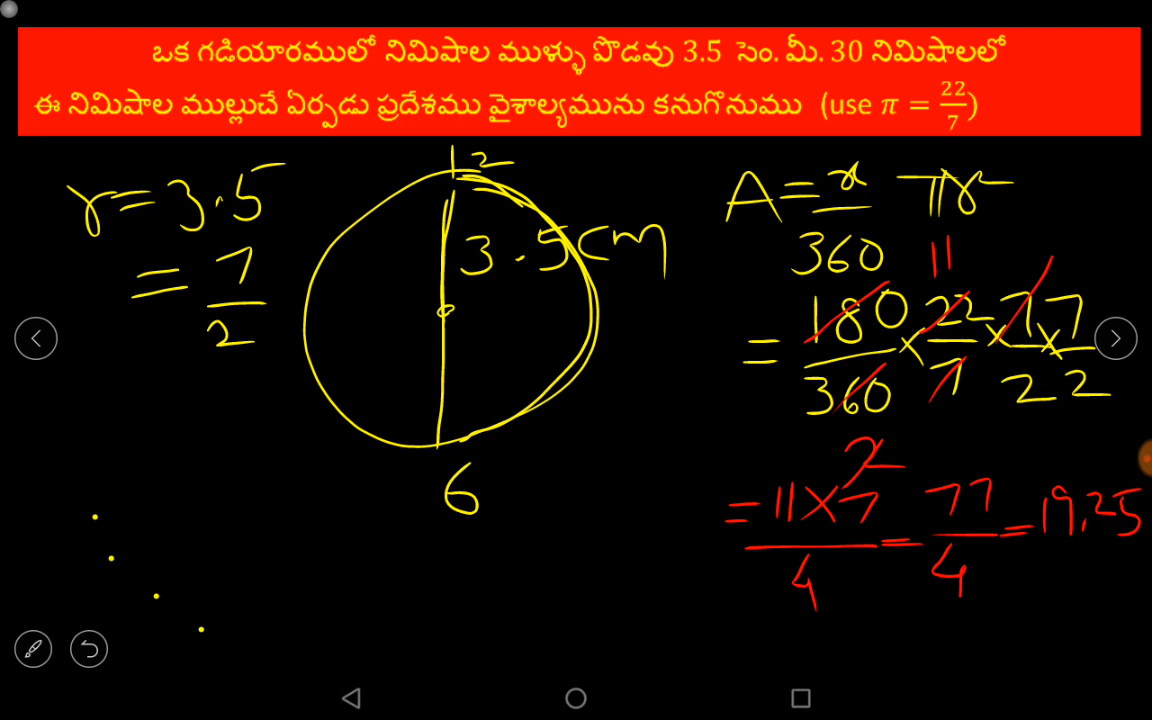 ఒక గడియారములో నిమిషాల ముళ్ళు పొడవు 3.5 సెం. మీ. 30 నిమిషాలలో
ఈ నిమిషాల ముల్లుచే ఏర్పడు ప్రదేశము వైశాల్యమును కనుగొనుము (use π = 22/7)
r = 3.5
= 7/2
12
3.5cm
6
A = x/360 πr²
11
= 180/360 × 22/7 × 7/2 × 7/2
2
= 11×7/4 = 77/4 = 19.25